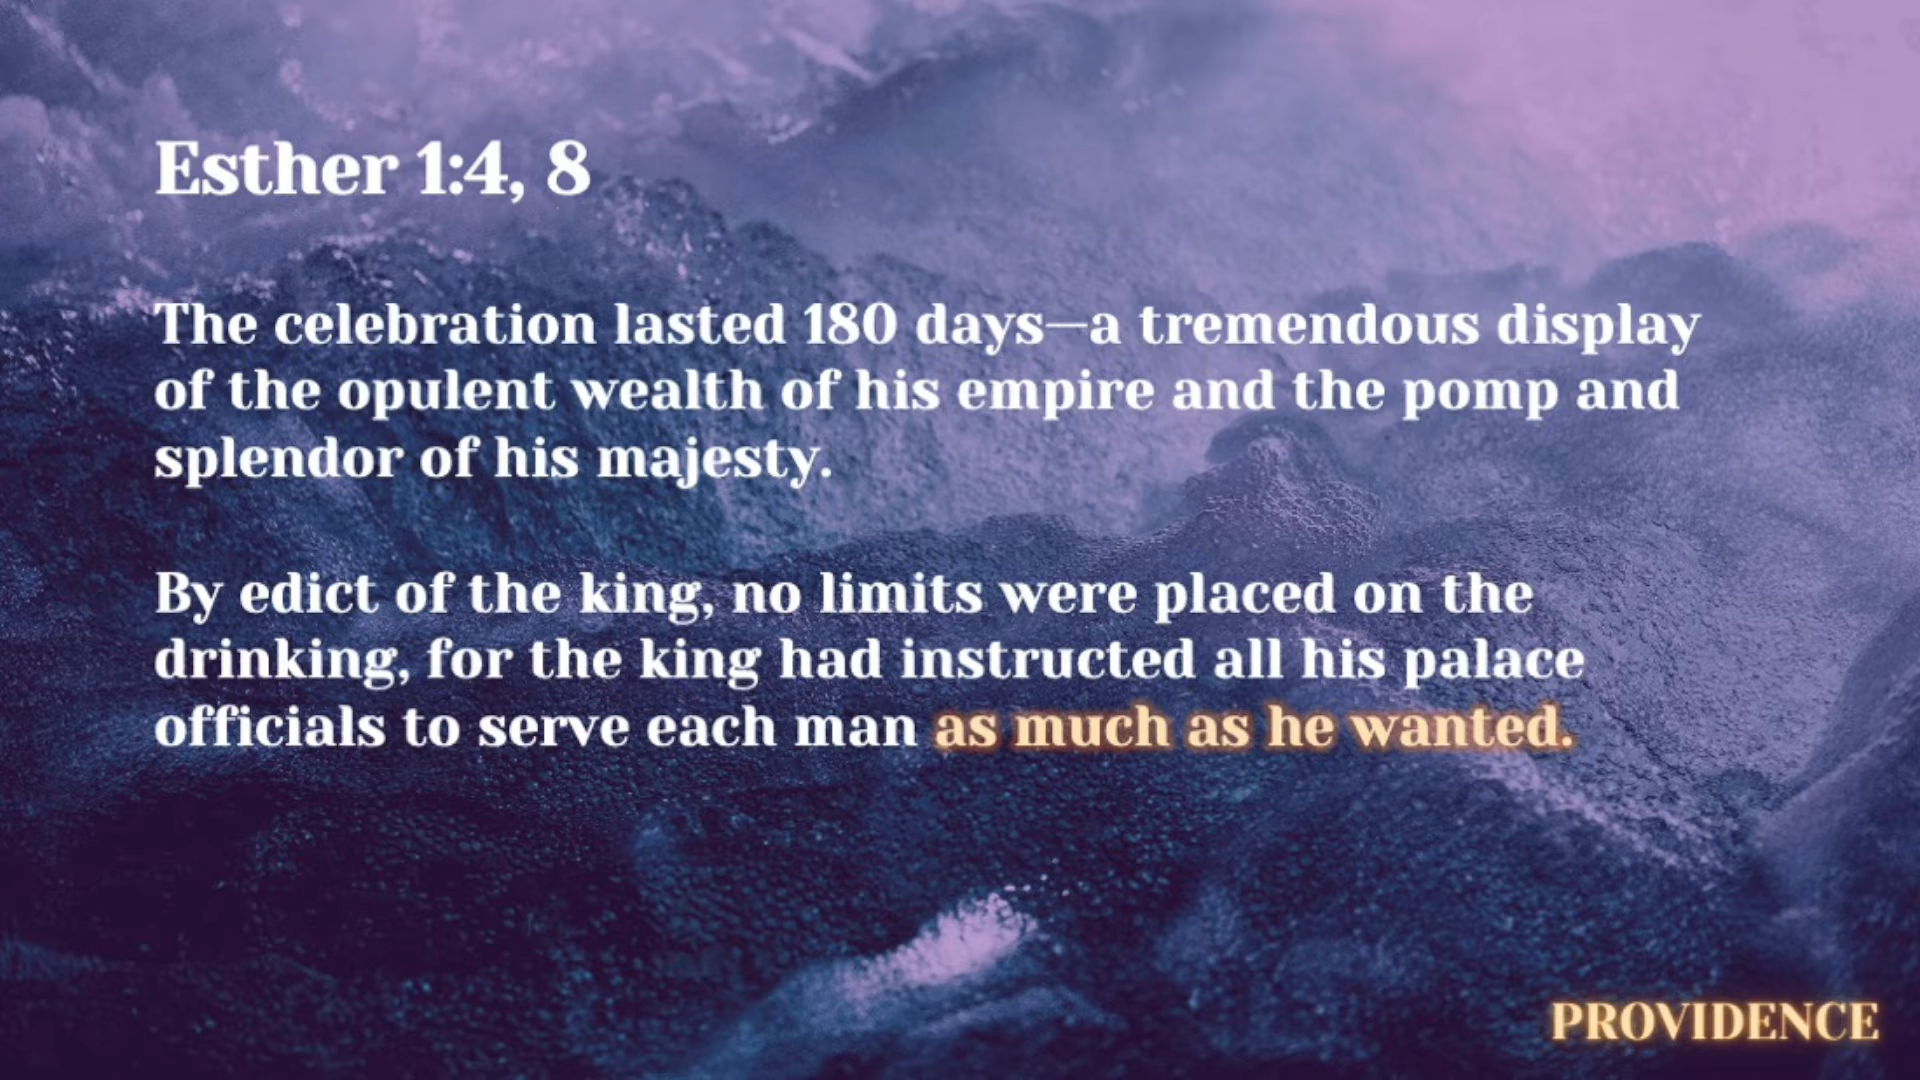 Esther 1:4, 8
The celebration lasted 180 days—a tremendous display
of the opulent wealth of his empire and the pomp and
splendor of his majesty.
By edict of the king, no limits were placed on the
drinking, for the king had instructed all his palace
officials to serve each man as much as he wanted.
PROVIDENCE